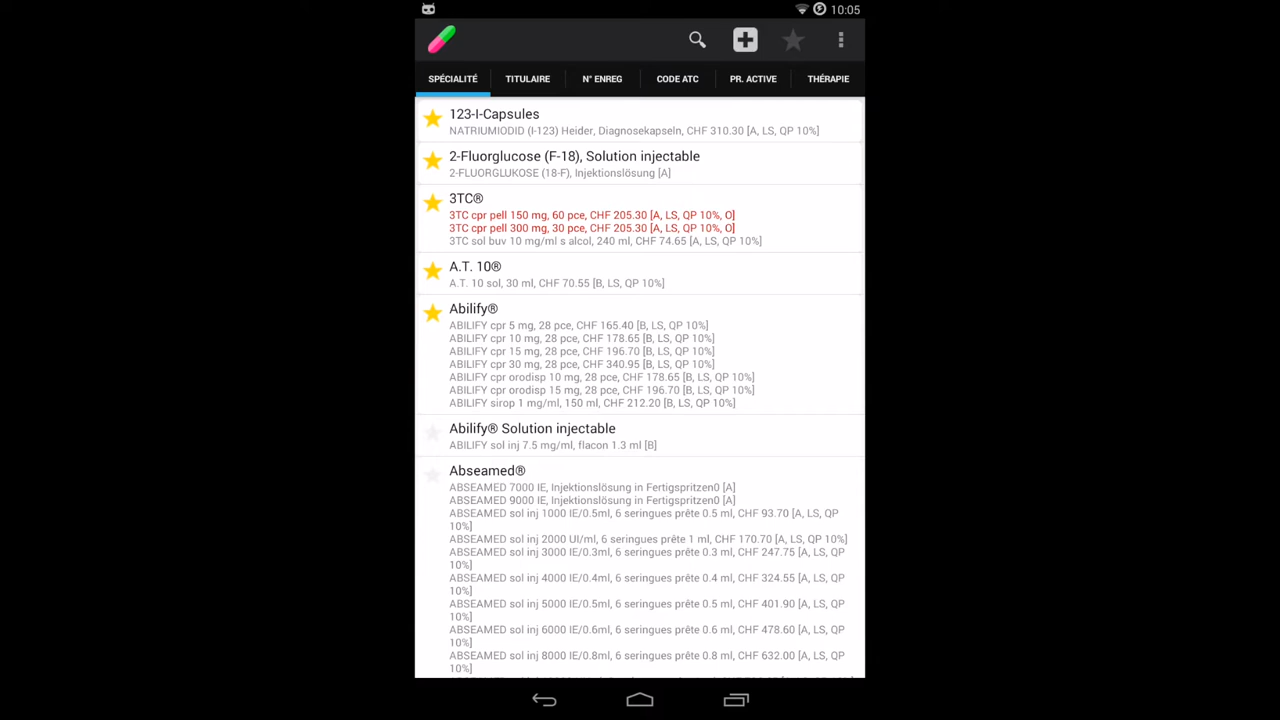 10:05
SPÉCIALITÉ TITULAIRE N° ENREG CODE ATC PR. ACTIVE THÉRAPIE
123-I-Capsules
NATRIUMIODID (I-123) Heider, Diagnosekapseln, CHF 310.30 [A, LS, QP 10%]
2-Fluorglucose (F-18), Solution injectable
2-FLUORGLUKOSE (18-F), Injektionslösung [A]
3TC®
3TC cpr pell 150 mg, 60 pce, CHF 205.30 [A, LS, QP 10%, O]
3TC cpr pell 300 mg, 30 pce, CHF 205.30 [A, LS, QP 10%, O]
3TC sol buv 10 mg/ml s alcol, 240 ml, CHF 74.65 [A, LS, QP 10%]
A.T. 10®
A.T. 10 sol, 30 ml, CHF 70.55 [B, LS, QP 10%]
Abilify®
ABILIFY cpr 5 mg, 28 pce, CHF 165.40 [B, LS, QP 10%]
ABILIFY cpr 10 mg, 28 pce, CHF 178.65 [B, LS, QP 10%]
ABILIFY cpr 15 mg, 28 pce, CHF 196.70 [B, LS, QP 10%]
ABILIFY cpr 30 mg, 28 pce, CHF 340.95 [B, LS, QP 10%]
ABILIFY cpr orodisp 10 mg, 28 pce, CHF 178.65 [B, LS, QP 10%]
ABILIFY cpr orodisp 15 mg, 28 pce, CHF 196.70 [B, LS, QP 10%]
ABILIFY sirop 1 mg/ml, 150 ml, CHF 212.20 [B, LS, QP 10%]
Abilify® Solution injectable
ABILIFY sol inj 7.5 mg/ml, flacon 1.3 ml [B]
Abseamed®
ABSEAMED 7000 IE, Injektionslösung in Fertigspritzen0 [A]
ABSEAMED 9000 IE, Injektionslösung in Fertigspritzen0 [A]
ABSEAMED sol inj 1000 IE/0.5ml, 6 seringues prête 0.5 ml, CHF 93.70 [A, LS, QP
10%]
ABSEAMED sol inj 2000 UI/ml, 6 seringues prête 1 ml, CHF 170.70 [A, LS, QP 10%]
ABSEAMED sol inj 3000 IE/0.3ml, 6 seringues prête 0.3 ml, CHF 247.75 [A, LS, QP
10%]
ABSEAMED sol inj 4000 IE/0.4ml, 6 seringues prête 0.4 ml, CHF 324.55 [A, LS, QP
10%]
ABSEAMED sol inj 5000 IE/0.5ml, 6 seringues prête 0.5 ml, CHF 401.90 [A, LS, QP
10%]
ABSEAMED sol inj 6000 IE/0.6ml, 6 seringues prête 0.6 ml, CHF 478.60 [A, LS, QP
10%]
ABSEAMED sol inj 8000 IE/0.8ml, 6 seringues prête 0.8 ml, CHF 632.00 [A, LS, QP
10%]